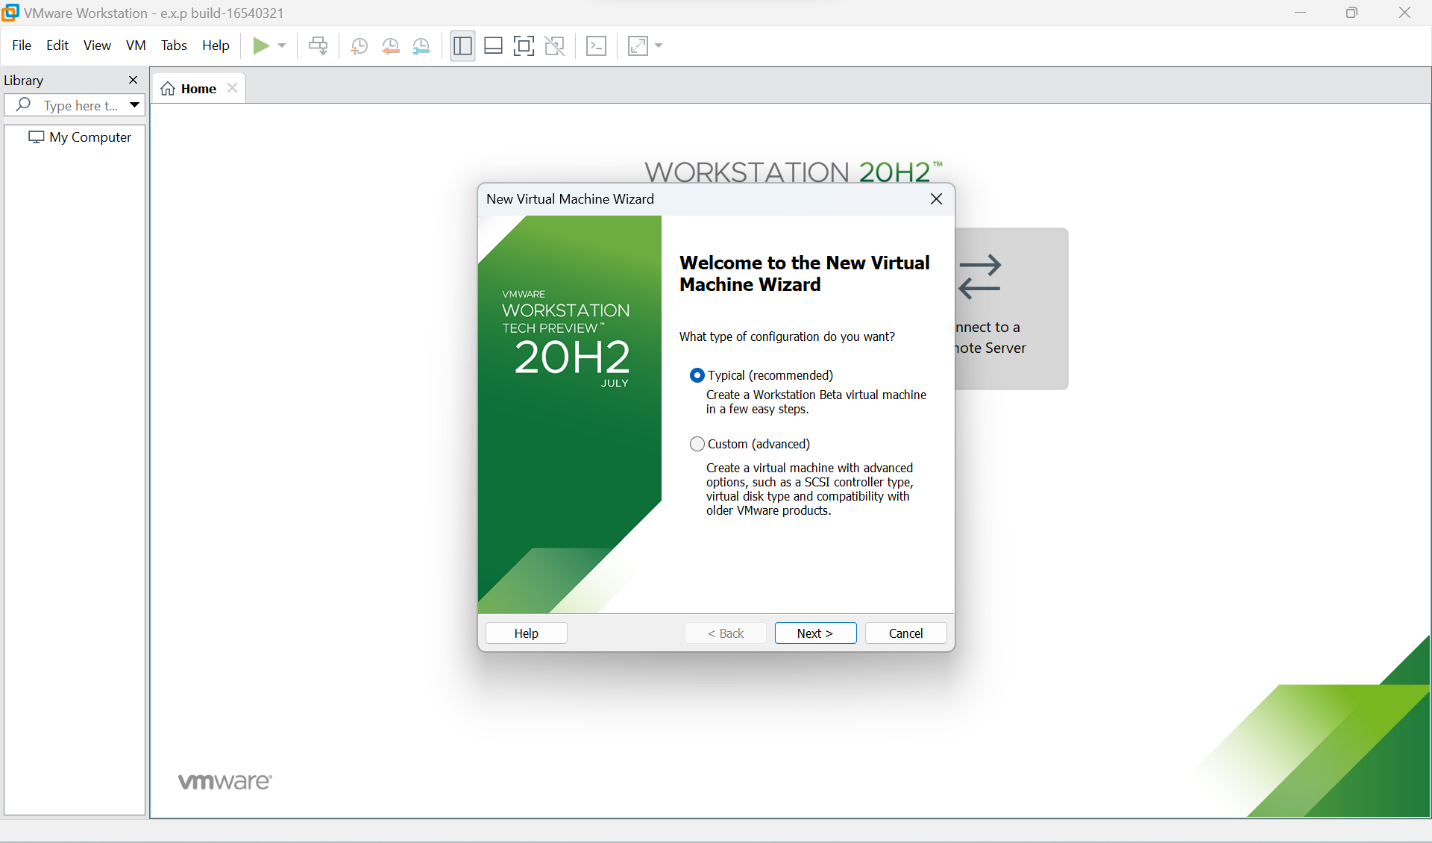 VMware Workstation - e.x.p build-16540321
File Edit View VM Tabs Help
Library
Type here t...
My Computer
Home
WORKSTATION 20H2™
New Virtual Machine Wizard
VMWARE
WORKSTATION
TECH PREVIEW™
20H2
JULY
Welcome to the New Virtual
Machine Wizard
What type of configuration do you want?
Typical (recommended)
Create a Workstation Beta virtual machine
in a few easy steps.
Custom (advanced)
Create a virtual machine with advanced
options, such as a SCSI controller type,
virtual disk type and compatibility with
older VMware products.
Help < Back Next > Cancel
nnect to a
note Server
vmware®